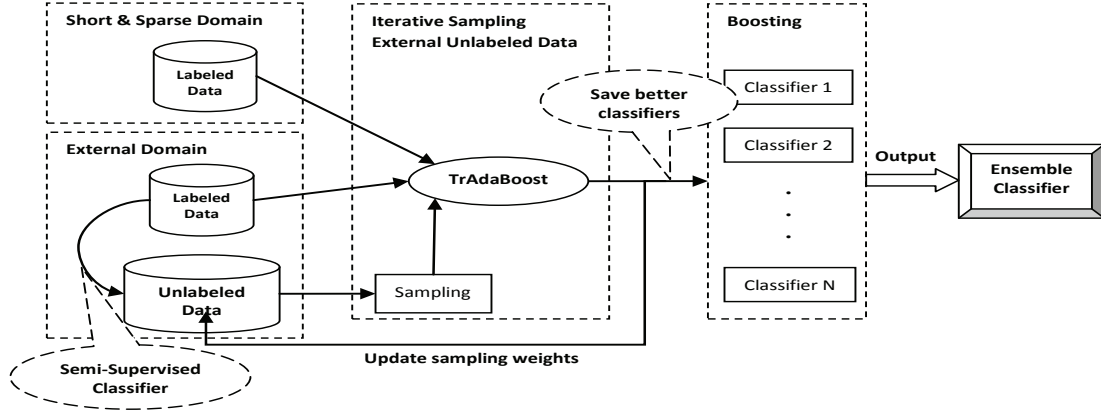 Short & Sparse Domain
Labeled
Data
External Domain
Labeled
Data
Unlabeled
Data
Semi-Supervised
Classifier
Iterative Sampling
External Unlabeled Data
TrAdaBoost
Sampling
Update sampling weights
Save better
classifiers
Boosting
Classifier 1
Classifier 2
Classifier N
Output
Ensemble
Classifier